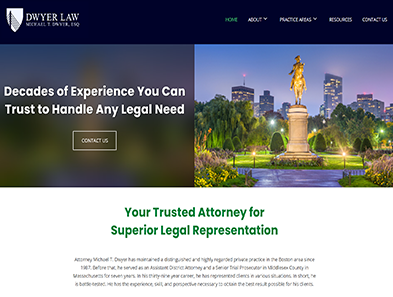 DWYER LAW
MICHAEL T. DWYER, ESQ
HOME ABOUT PRACTICE AREAS RESOURCES CONTACT US
Decades of Experience You Can
Trust to Handle Any Legal Need
CONTACT US
Your Trusted Attorney for
Superior Legal Representation
Attorney Michael T. Dwyer has maintained a distinguished and highly regarded private practice in the Boston area since
1987. Before that, he served as an Assistant District Attorney and a Senior Trial Prosecutor in Middlesex County in
Massachusetts for seven years. In his thirty-nine year career, he has represented clients in various situations. In short, he
is battle-tested. He has the experience, skill, and perspective necessary to obtain the best result possible for his clients.